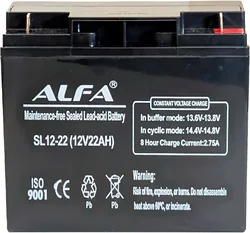 ALFA
Maintenance-free Sealed Lead-acid Battery
SL12-22 (12V22AH)
CONSTANT VOLTAGE CHARGE
In buffer mode: 13.6V-13.8V
In cyclic mode: 14.4V-14.8V
8 Hour Charge Current:2.75A
ISO
9001
Pb
Pb
WARNING:
Risk of fire, explosion, or burns. Do not disassemble
heat above 60°C, or incinerate.